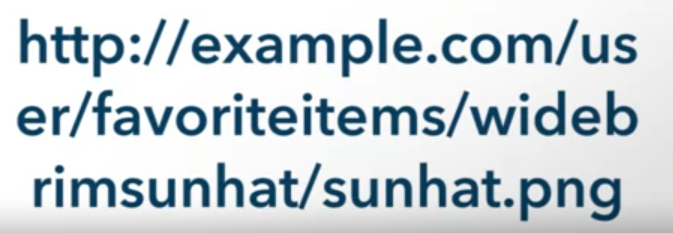 http://example.com/us
er/favoriteitems/wideb
rimsunhat/sunhat.png